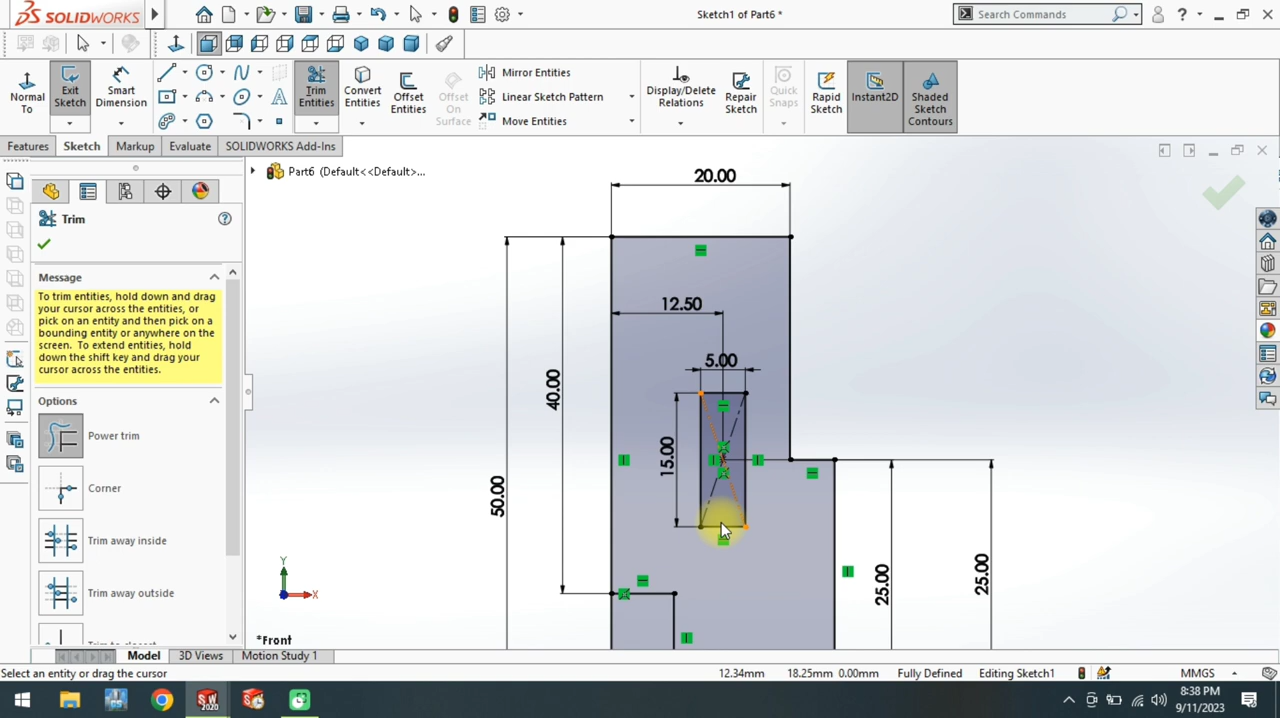 SOLIDWORKS
Sketch1 of Part6 *
Search Commands
Normal To
Exit Sketch
Smart Dimension
Trim Entities
Convert Entities
Offset Entities
Offset On Surface
Mirror Entities
Linear Sketch Pattern
Move Entities
Display/Delete Relations
Repair Sketch
Quick Snaps
Rapid Sketch
Instant2D
Shaded Sketch Contours
Features
Sketch
Markup
Evaluate
SOLIDWORKS Add-Ins
Part6 (Default<<Default>...
Trim
Message
To trim entities, hold down and drag
your cursor across the entities, or
pick on an entity and then pick on a
bounding entity or anywhere on the
screen. To extend entities, hold
down the shift key and drag your
cursor across the entities.
Options
Power trim
Corner
Trim away inside
Trim away outside
20.00
12.50
5.00
40.00
15.00
50.00
25.00
25.00
Y
X
*Front
Model
3D Views
Motion Study 1
Select an entity or drag the cursor
12.34mm
18.25mm
0.00mm
Fully Defined
Editing Sketch1
MMGS
SW
2020
8:38 PM
9/11/2023